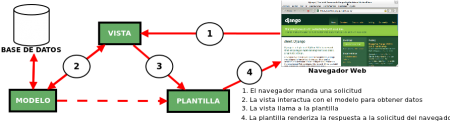 django
VISTA
1
BASE DE DATOS
2
3
4
Navegador Web
MODELO
PLANTILLA
1. El navegador manda una solicitud
2. La vista interactua con el modelo para obtener datos
3. La vista llama a la plantilla
4. La plantilla renderiza la respuesta a la solicitud del navegado